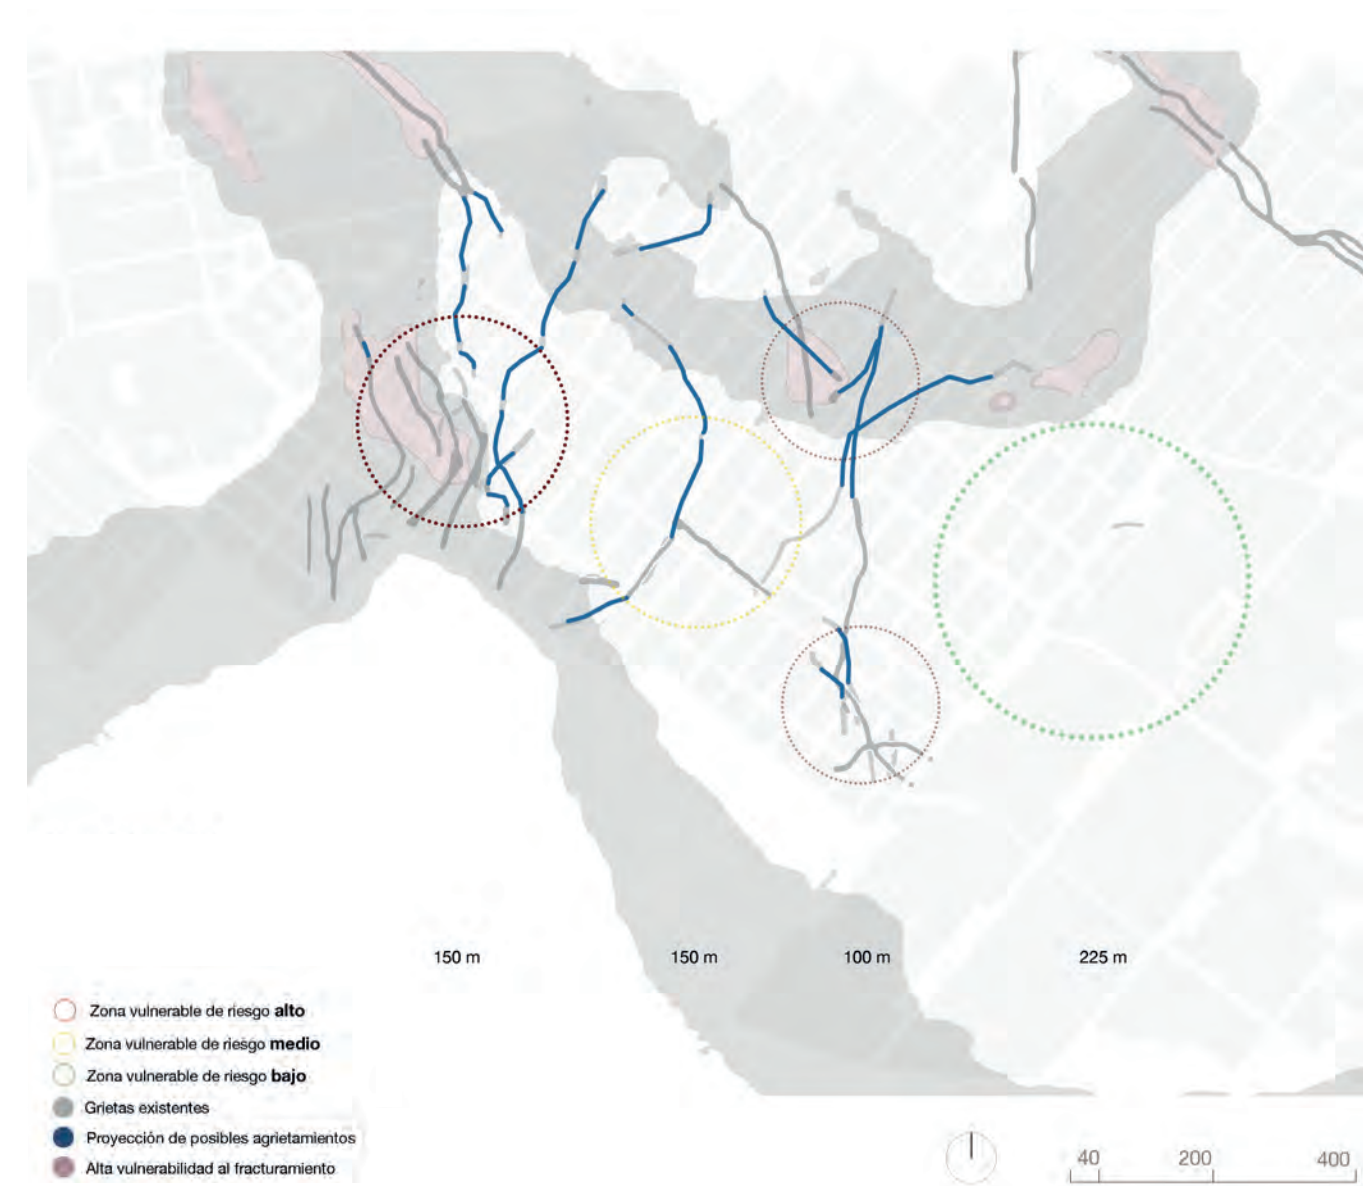 150 m
150 m
100 m
225 m
Zona vulnerable de riesgo alto
Zona vulnerable de riesgo medio
Zona vulnerable de riesgo bajo
Grietas existentes
Proyección de posibles agrietamientos
Alta vulnerabilidad al fracturamiento
40
200
400